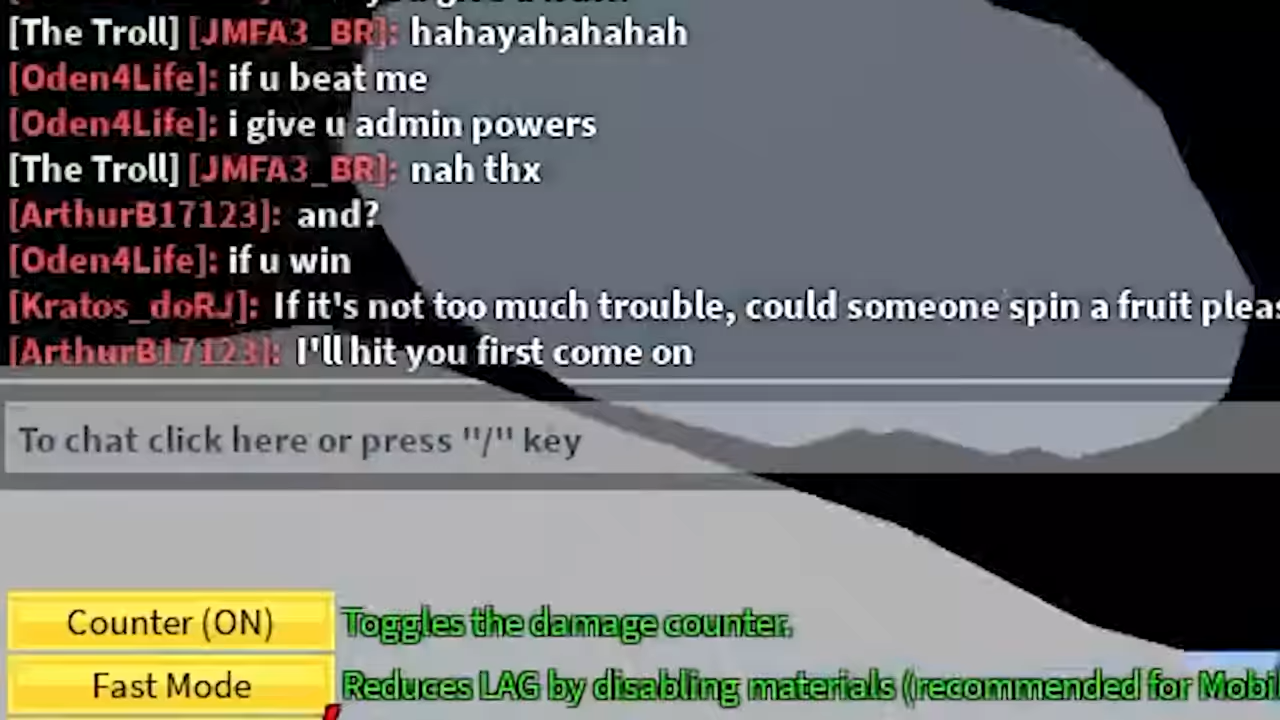 [The Troll] [JMFA3_BR]: hahayahahahah
[Oden4Life]: if u beat me
[Oden4Life]: i give u admin powers
[The Troll] [JMFA3_BR]: nah thx
[ArthurB17123]: and?
[Oden4Life]: if u win
[Kratos_doRJ]: If it's not too much trouble, could someone spin a fruit pleas
[ArthurB17123]: I'll hit you first come on
To chat click here or press "/" key
Counter (ON) Toggles the damage counter.
Fast Mode Reduces LAG by disabling materials (recommended for Mobil